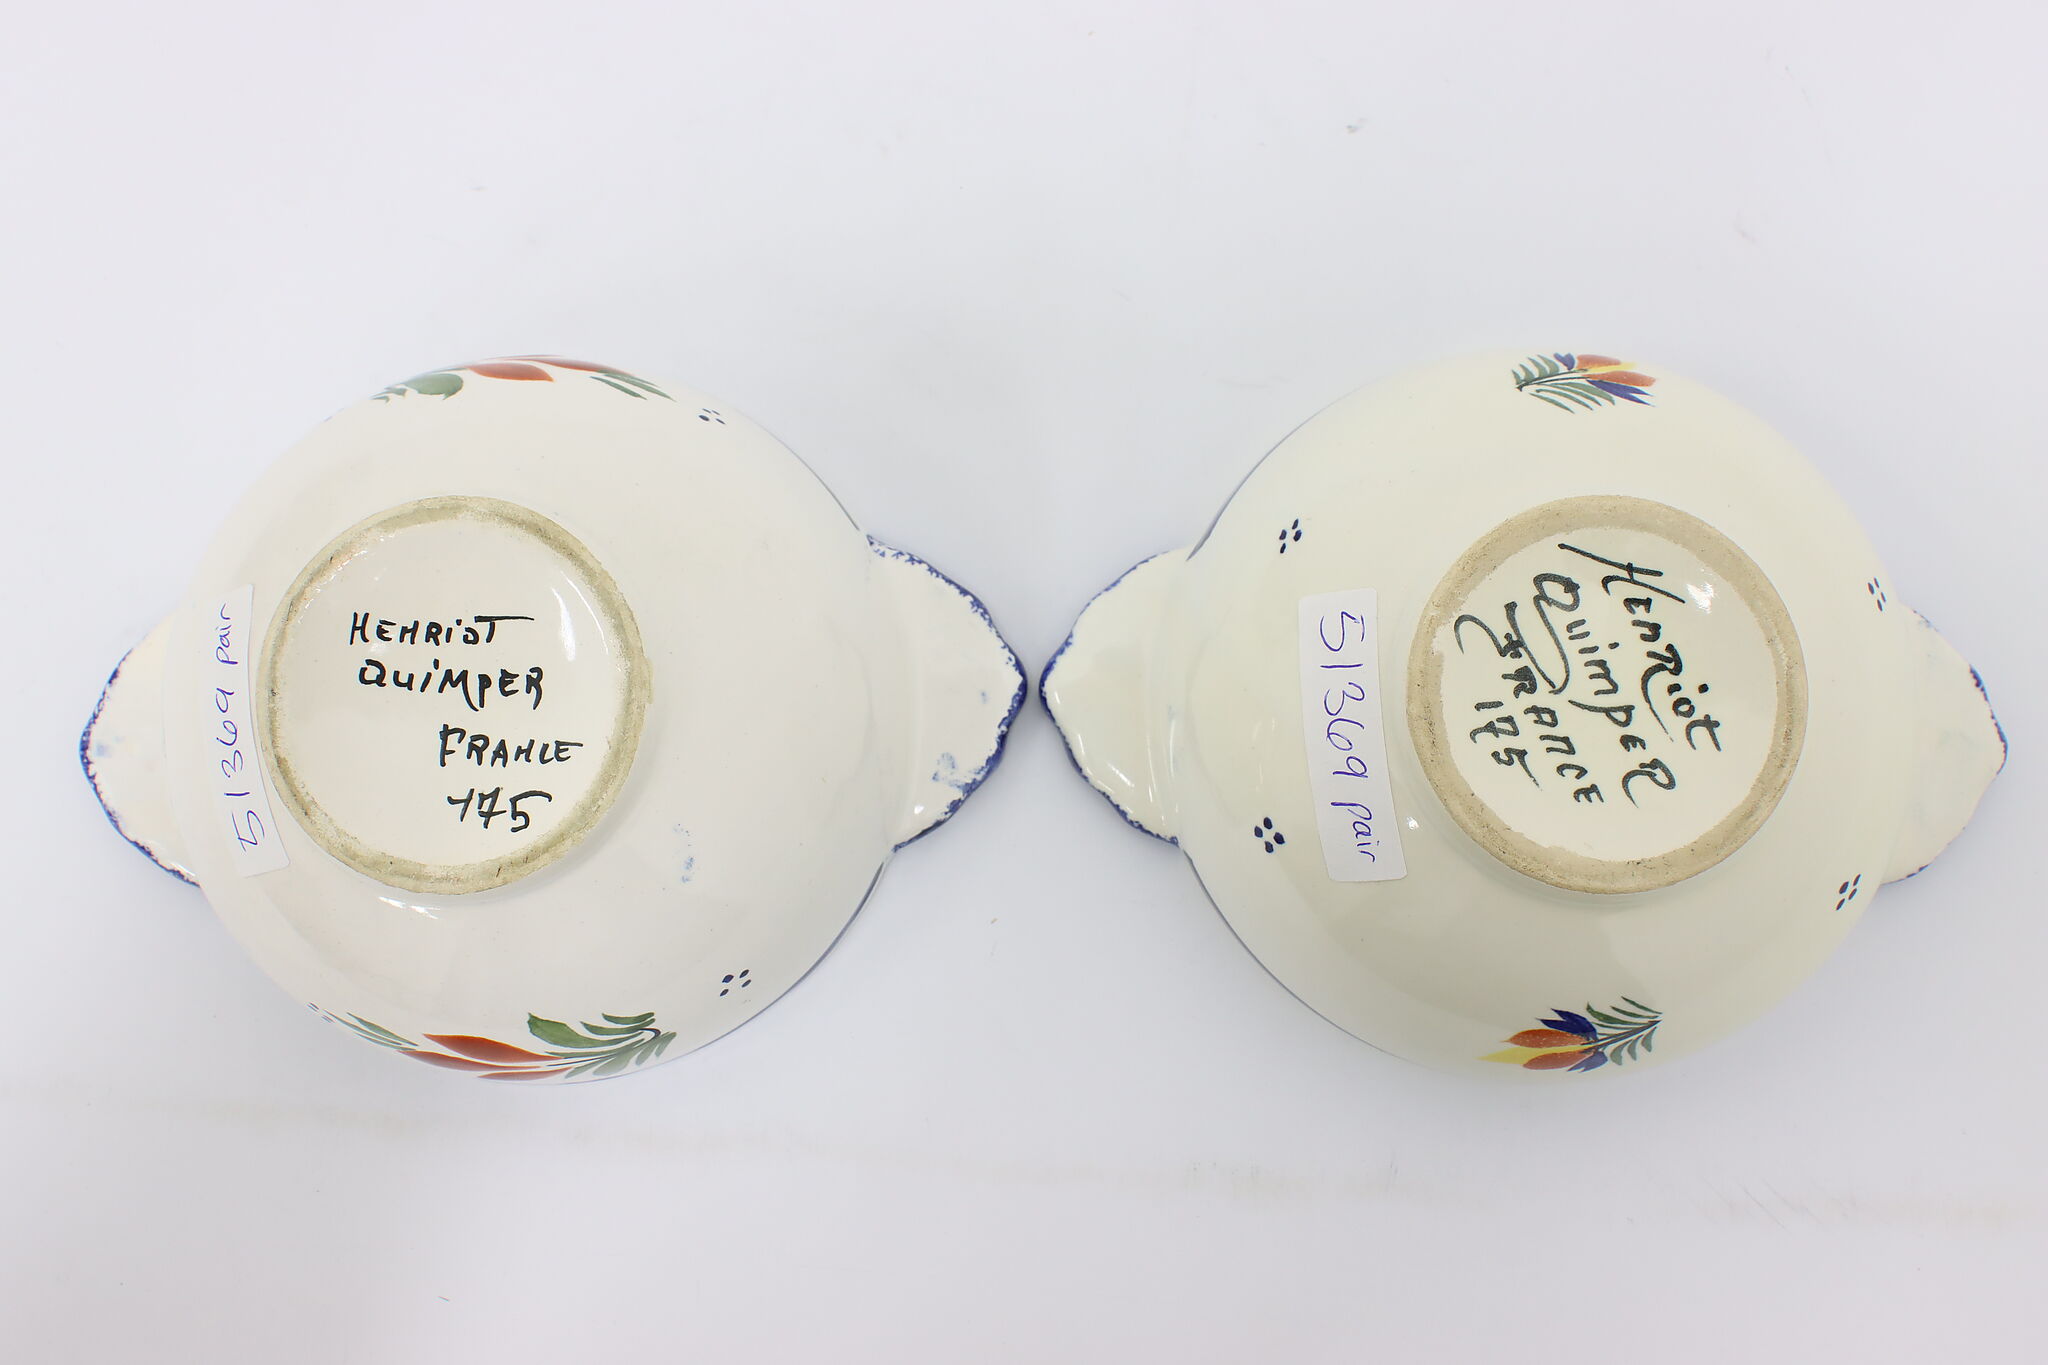 HENRiOT
QUiMPER
FRANCE
175
51369 pair
HENRiOT
QUiMPER
FRANCE
175
51369 pair